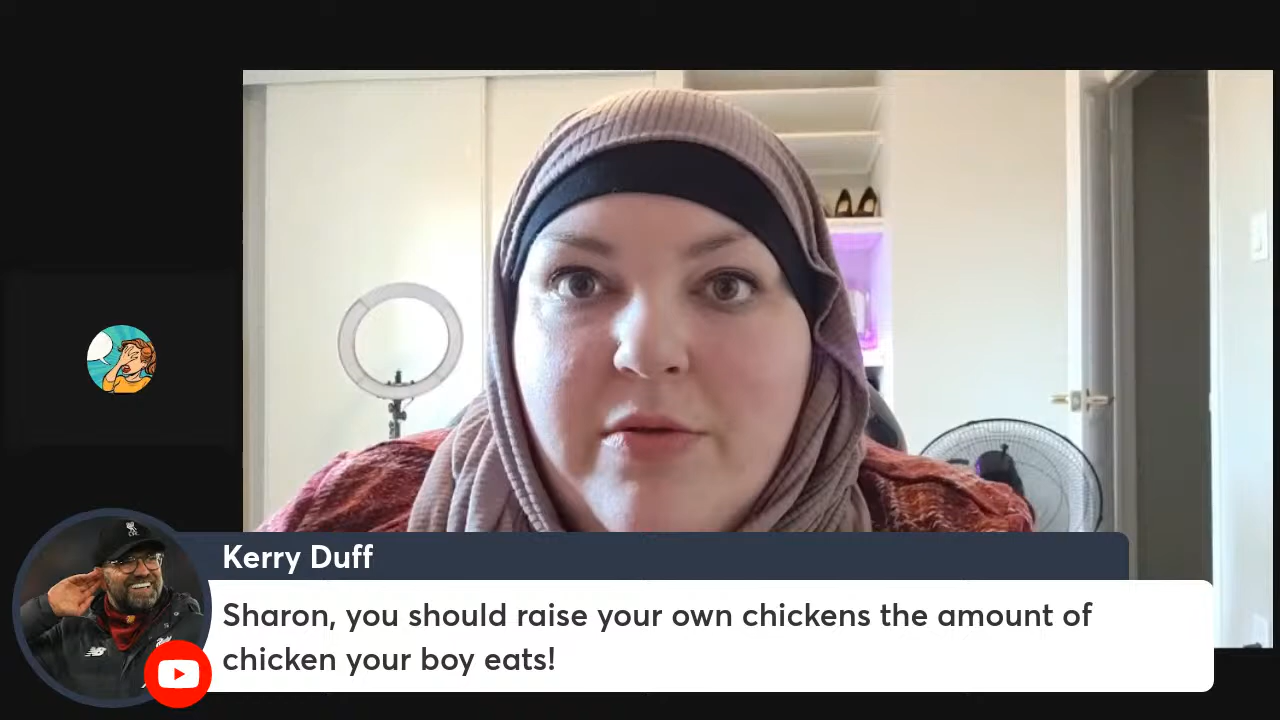 Kerry Duff
Sharon, you should raise your own chickens the amount of
chicken your boy eats!